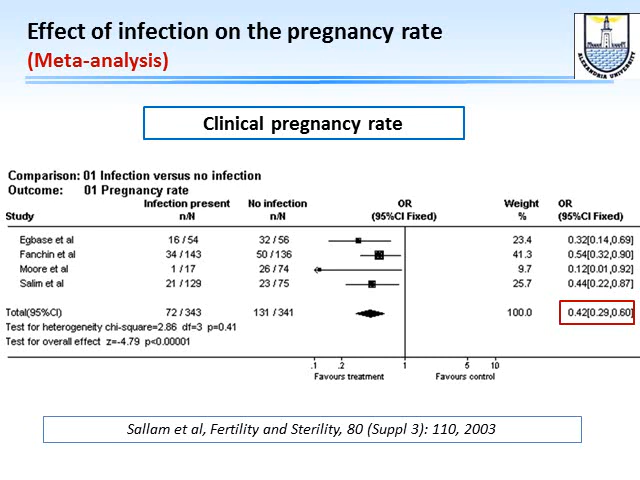 Effect of infection on the pregnancy rate
(Meta-analysis)
ALEXANDRIA UNIVERSITY
Clinical pregnancy rate
Comparison: 01 Infection versus no infection
Outcome: 01 Pregnancy rate
Infection present No infection OR Weight OR
Study n/N n/N (95%CI Fixed) % (95%CI Fixed)
Egbase et al 16 / 54 32 / 56 23.4 0.32[0.14,0.69]
Fanchin et al 34 / 143 50 / 136 41.3 0.54[0.32,0.90]
Moore et al 1 / 17 26 / 74 9.7 0.12[0.01,0.92]
Salim et al 21 / 129 23 / 75 25.7 0.44[0.22,0.87]
Total(95%CI) 72 / 343 131 / 341 100.0 0.42[0.29,0.60]
Test for heterogeneity chi-square=2.86 df=3 p=0.41
Test for overall effect z=-4.79 p<0.00001
.1 .2 1 5 10
Favours treatment Favours control
Sallam et al, Fertility and Sterility, 80 (Suppl 3): 110, 2003